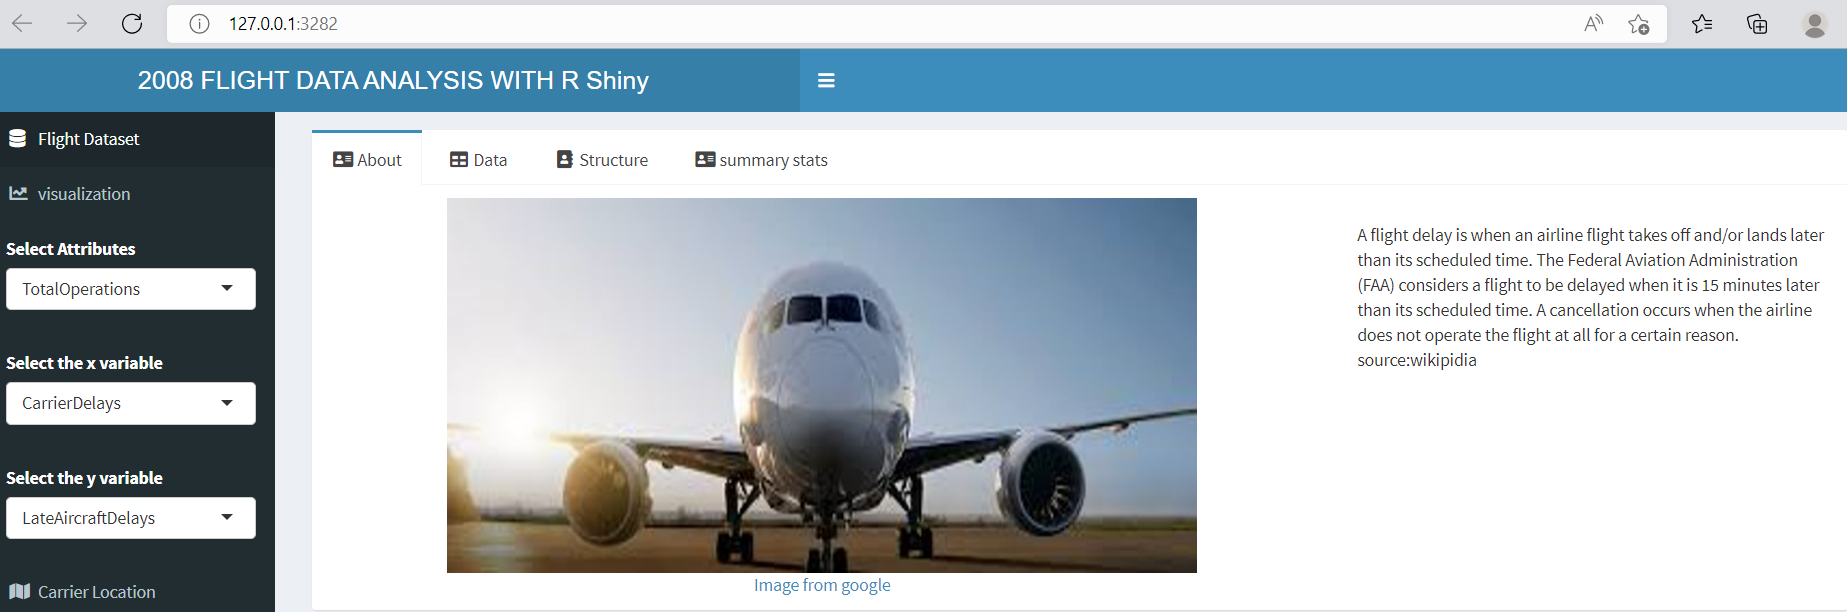 127.0.0.1:3282
2008 FLIGHT DATA ANALYSIS WITH R Shiny
Flight Dataset
visualization
Select Attributes
TotalOperations
Select the x variable
CarrierDelays
Select the y variable
LateAircraftDelays
Carrier Location
About
Data
Structure
summary stats
Image from google
A flight delay is when an airline flight takes off and/or lands later
than its scheduled time. The Federal Aviation Administration
(FAA) considers a flight to be delayed when it is 15 minutes later
than its scheduled time. A cancellation occurs when the airline
does not operate the flight at all for a certain reason.
source:wikipidia